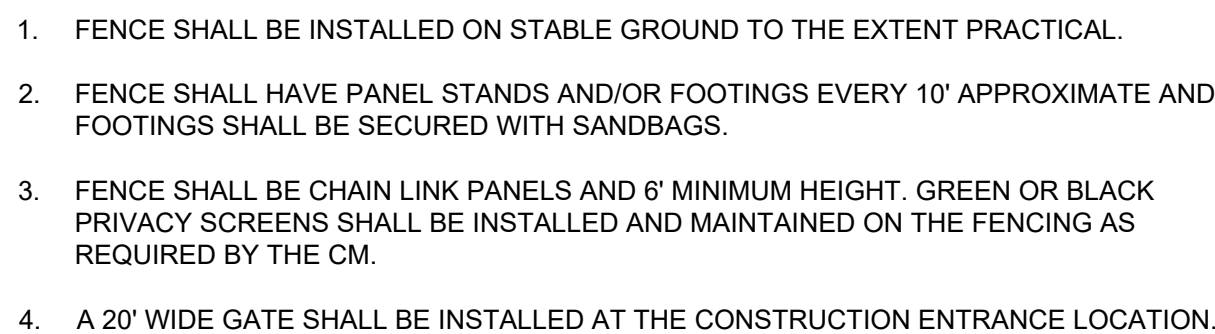 1. FENCE SHALL BE INSTALLED ON STABLE GROUND TO THE EXTENT PRACTICAL.
2. FENCE SHALL HAVE PANEL STANDS AND/OR FOOTINGS EVERY 10' APPROXIMATE AND
FOOTINGS SHALL BE SECURED WITH SANDBAGS.
3. FENCE SHALL BE CHAIN LINK PANELS AND 6' MINIMUM HEIGHT. GREEN OR BLACK
PRIVACY SCREENS SHALL BE INSTALLED AND MAINTAINED ON THE FENCING AS
REQUIRED BY THE CM.
4. A 20' WIDE GATE SHALL BE INSTALLED AT THE CONSTRUCTION ENTRANCE LOCATION.